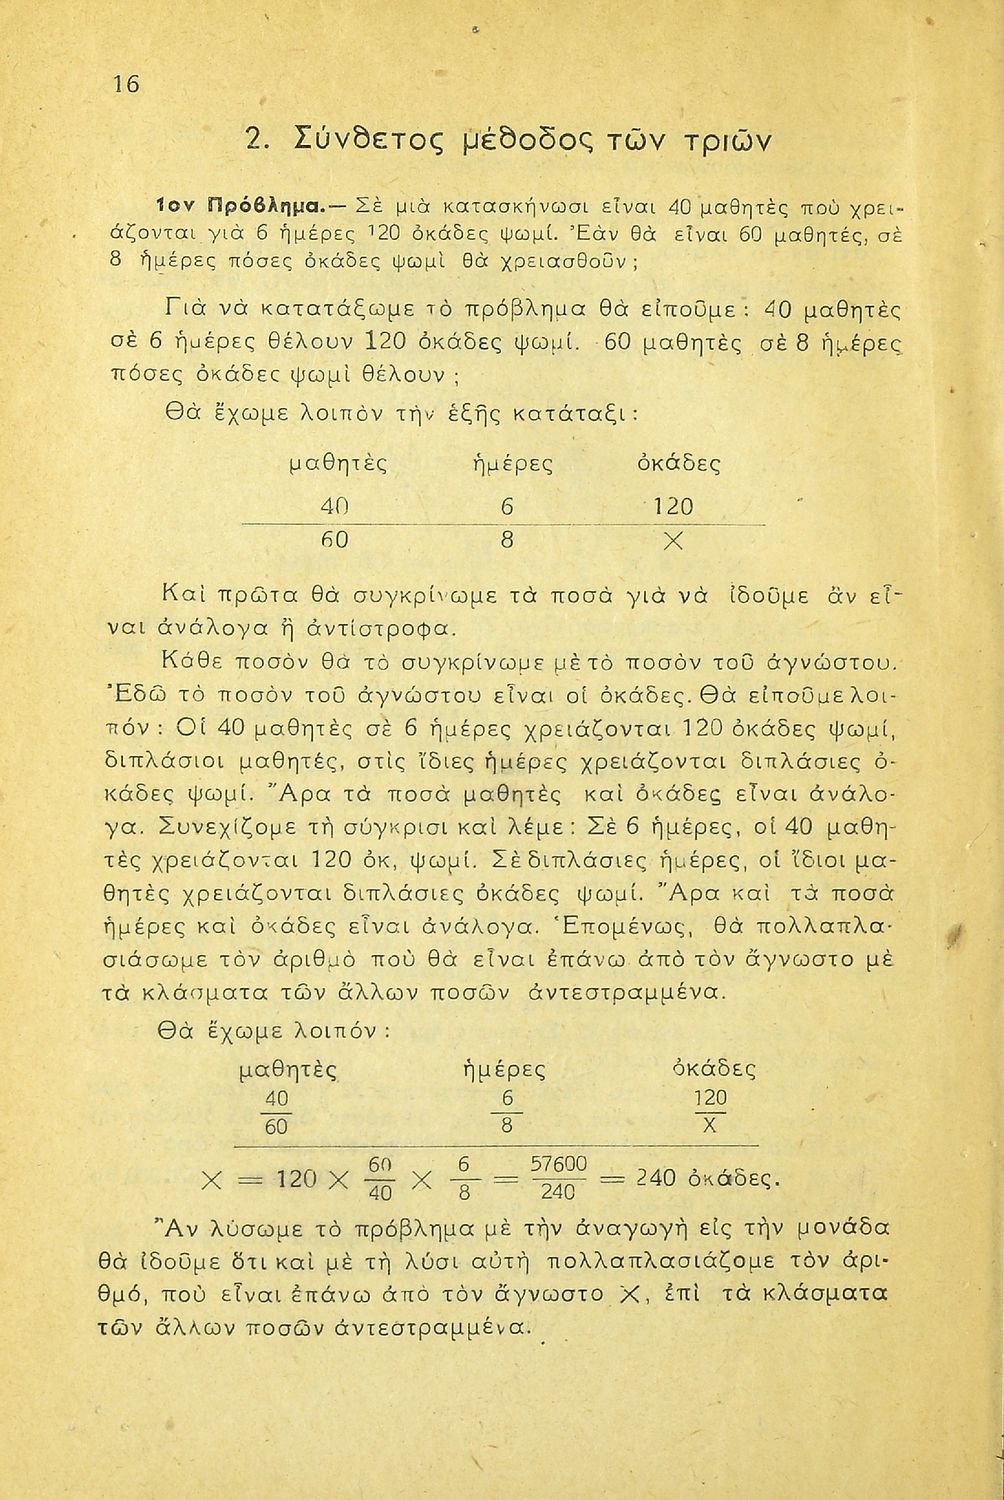 16
2. Σύνθετος μέθοδος τῶν τριῶν
1ον Πρόβλημα.— Σὲ μιὰ κατασκήνωσι εἶναι 40 μαθητὲς ποὺ χρει-
άζονται γιὰ 6 ἡμέρες 120 ὀκάδες ψωμί. Ἐὰν θὰ εἶναι 60 μαθητές, σὲ
8 ἡμέρες πόσες ὀκάδες ψωμὶ θὰ χρειασθοῦν ;
Γιὰ νὰ κατατάξωμε τὸ πρόβλημα θὰ εἰποῦμε : 40 μαθητὲς
σὲ 6 ἡμέρες θέλουν 120 ὀκάδες ψωμί. 60 μαθητὲς σὲ 8 ἡμέρες
πόσες ὀκάδες ψωμὶ θέλουν ;
Θὰ ἔχωμε λοιπὸν τὴν ἑξῆς κατάταξι :
μαθητὲς ἡμέρες ὀκάδες
40 6 120
60 8 X
Καὶ πρῶτα θὰ συγκρίνωμε τὰ ποσὰ γιὰ νὰ ἰδοῦμε ἂν εἶ-
ναι ἀνάλογα ἢ ἀντίστροφα.
Κάθε ποσὸν θὰ τὸ συγκρίνωμε μὲ τὸ ποσὸν τοῦ ἀγνώστου.
Ἐδῶ τὸ ποσὸν τοῦ ἀγνώστου εἶναι οἱ ὀκάδες. Θὰ εἰποῦμε λοι-
πόν : Οἱ 40 μαθητὲς σὲ 6 ἡμέρες χρειάζονται 120 ὀκάδες ψωμί,
διπλάσιοι μαθητές, στὶς ἴδιες ἡμέρες χρειάζονται διπλάσιες ὀ-
κάδες ψωμί. Ἄρα τὰ ποσὰ μαθητὲς καὶ ὀκάδες εἶναι ἀνάλο-
γα. Συνεχίζομε τὴ σύγκρισι καὶ λέμε : Σὲ 6 ἡμέρες, οἱ 40 μαθη-
τὲς χρειάζονται 120 ὀκ, ψωμί. Σὲ διπλάσιες ἡμέρες, οἱ ἴδιοι μα-
θητὲς χρειάζονται διπλάσιες ὀκάδες ψωμί. Ἄρα καὶ τὰ ποσὰ
ἡμέρες καὶ ὀκάδες εἶναι ἀνάλογα. Ἑπομένως, θὰ πολλαπλα-
σιάσωμε τὸν ἀριθμὸ ποὺ θὰ εἶναι ἐπάνω ἀπὸ τὸν ἄγνωστο μὲ
τὰ κλάσματα τῶν ἄλλων ποσῶν ἀντεστραμμένα.
Θὰ ἔχωμε λοιπόν :
μαθητὲς ἡμέρες ὀκάδες
40 6 120
60 8 X
X = 120 X 60/40 X 6/8 = 57600/240 = 240 ὀκάδες.
Ἂν λύσωμε τὸ πρόβλημα μὲ τὴν ἀναγωγὴ εἰς τὴν μονάδα
θὰ ἰδοῦμε ὅτι καὶ μὲ τὴ λύσι αὐτὴ πολλαπλασιάζομε τὸν ἀρι-
θμό, ποὺ εἶναι ἐπάνω ἀπὸ τὸν ἄγνωστο X, ἐπὶ τὰ κλάσματα
τῶν ἄλλων ποσῶν ἀντεστραμμένα.